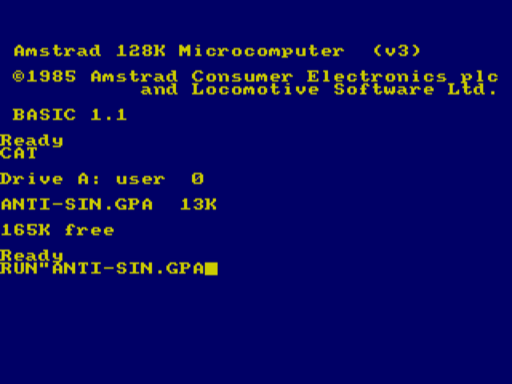 Amstrad 128K Microcomputer (v3)
©1985 Amstrad Consumer Electronics plc
and Locomotive Software Ltd.
BASIC 1.1
Ready
CAT
Drive A: user 0
ANTI-SIN.GPA 13K
165K free
Ready
RUN"ANTI-SIN.GPA